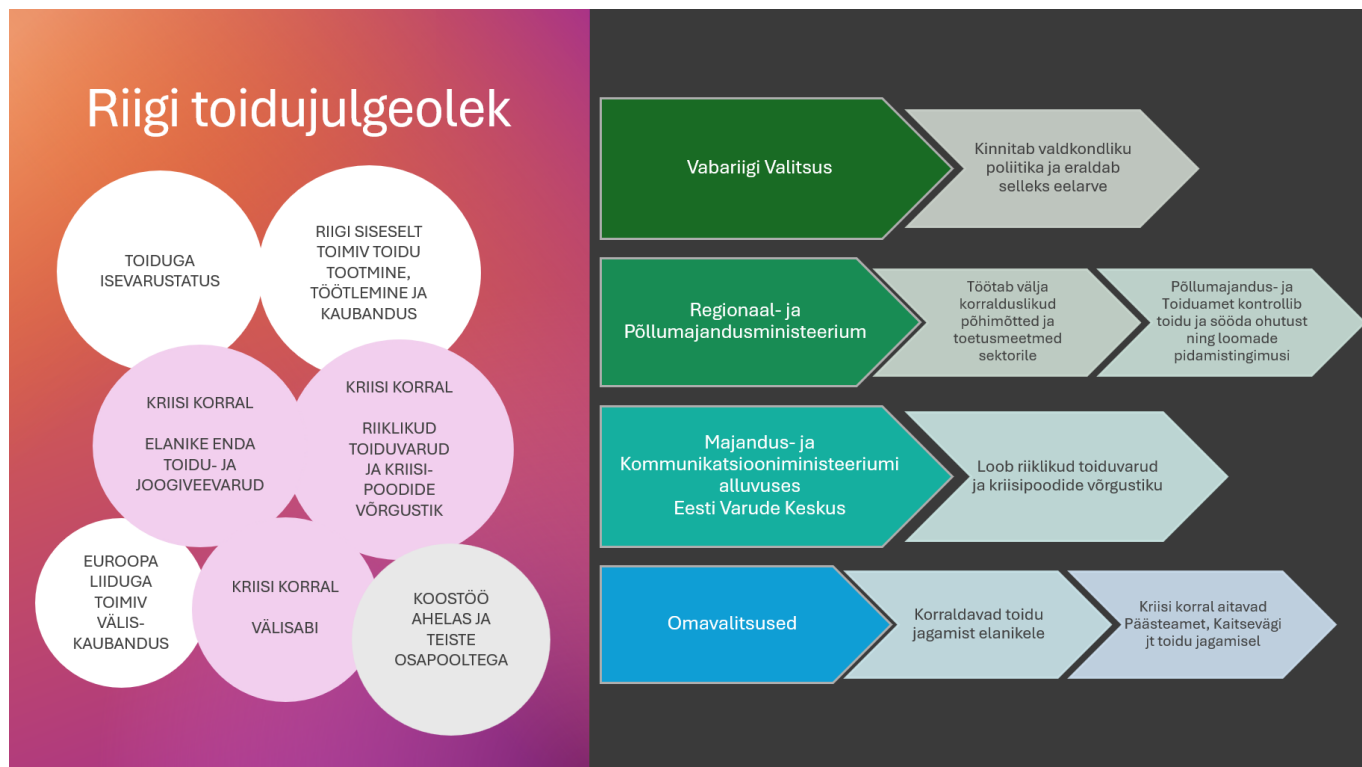 Riigi toidujulgeolek
TOIDUGA
ISEVARUSTATUS
RIIGI SISESELT
TOIMIV TOIDU
TOOTMINE,
TÖÖTLEMINE JA
KAUBANDUS
KRIISI KORRAL
ELANIKE ENDA
TOIDU- JA
JOOGIVEEVARUD
KRIISI KORRAL
RIIKLIKUD
TOIDUVARUD
JA KRIISI-
POODIDE
VÕRGUSTIK
EUROOPA
LIIDUGA
TOIMIV
VÄLIS-
KAUBANDUS
KRIISI KORRAL
VÄLISABI
KOOSTÖÖ
AHELAS JA
TEISTE
OSAPOOLTEGA
Vabariigi Valitsus
Kinnitab valdkondliku
poliitika ja eraldab
selleks eelarve
Regionaal- ja
Põllumajandusministeerium
Töötab välja
korralduslikud
põhimõtted ja
toetusmeetmed
sektorile
Põllumajandus- ja
Toiduamet kontrollib
toidu ja sööda ohutust
ning loomade
pidamistingimusi
Majandus- ja
Kommunikatsiooniministeeriumi
alluvuses
Eesti Varude Keskus
Loob riiklikud toiduvarud
ja kriisipoodide võrgustiku
Omavalitsused
Korraldavad toidu
jagamist elanikele
Kriisi korral aitavad
Päästeamet, Kaitsevägi
jt toidu jagamisel